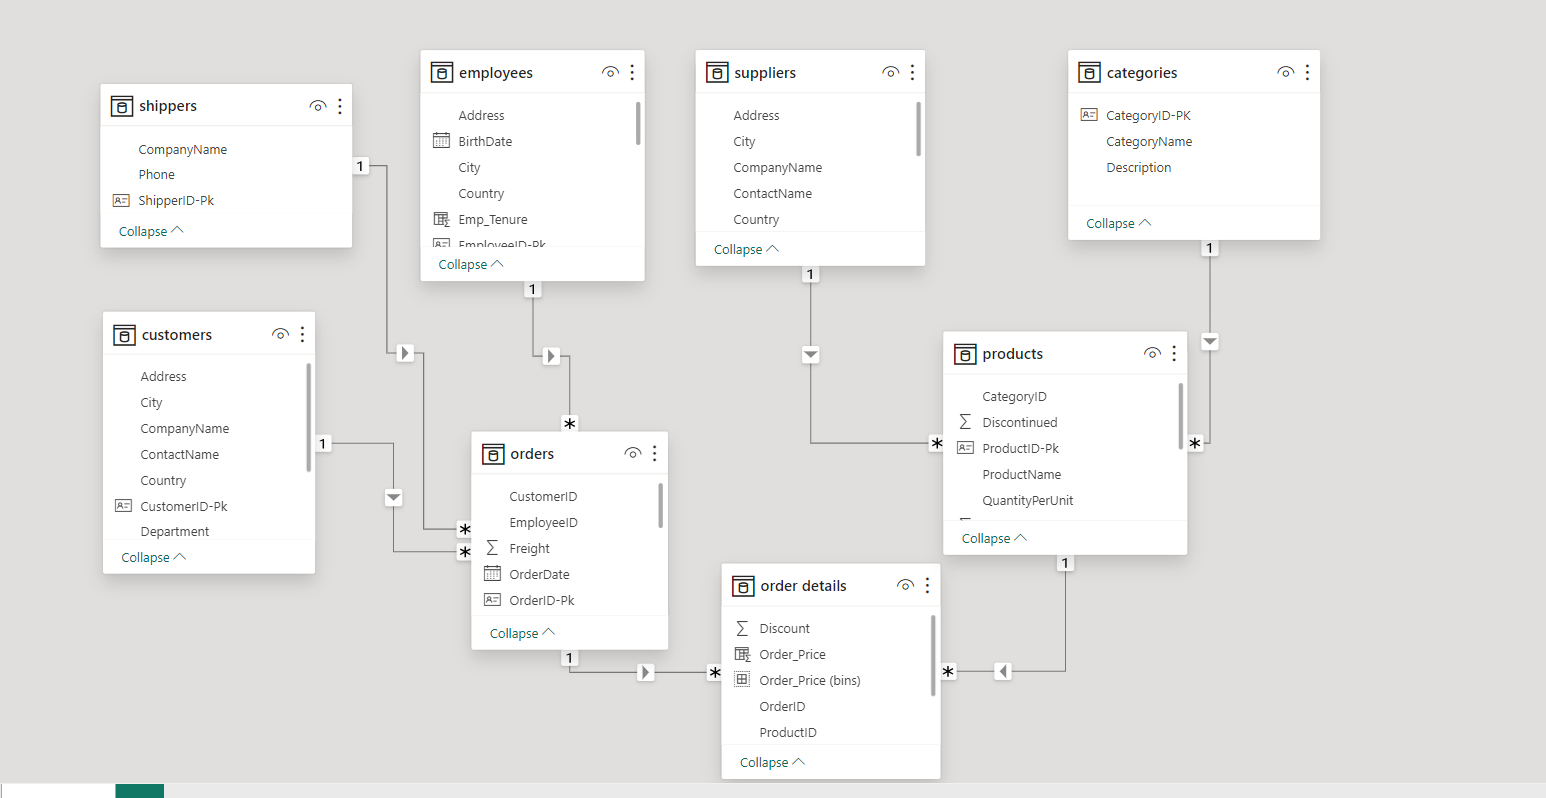 shippers
CompanyName
Phone
ShipperID-Pk
Collapse
employees
Address
BirthDate
City
Country
Emp_Tenure
EmployeeID-Pk
Collapse
suppliers
Address
City
CompanyName
ContactName
Country
Collapse
categories
CategoryID-PK
CategoryName
Description
Collapse
1
1
1
1
customers
Address
City
CompanyName
ContactName
Country
CustomerID-Pk
Department
Collapse
1
*
*
*
orders
CustomerID
EmployeeID
Freight
OrderDate
OrderID-Pk
Collapse
1
*
*
products
CategoryID
Discontinued
ProductID-Pk
ProductName
QuantityPerUnit
Collapse
1
*
*
order details
Discount
Order_Price
Order_Price (bins)
OrderID
ProductID
Collapse